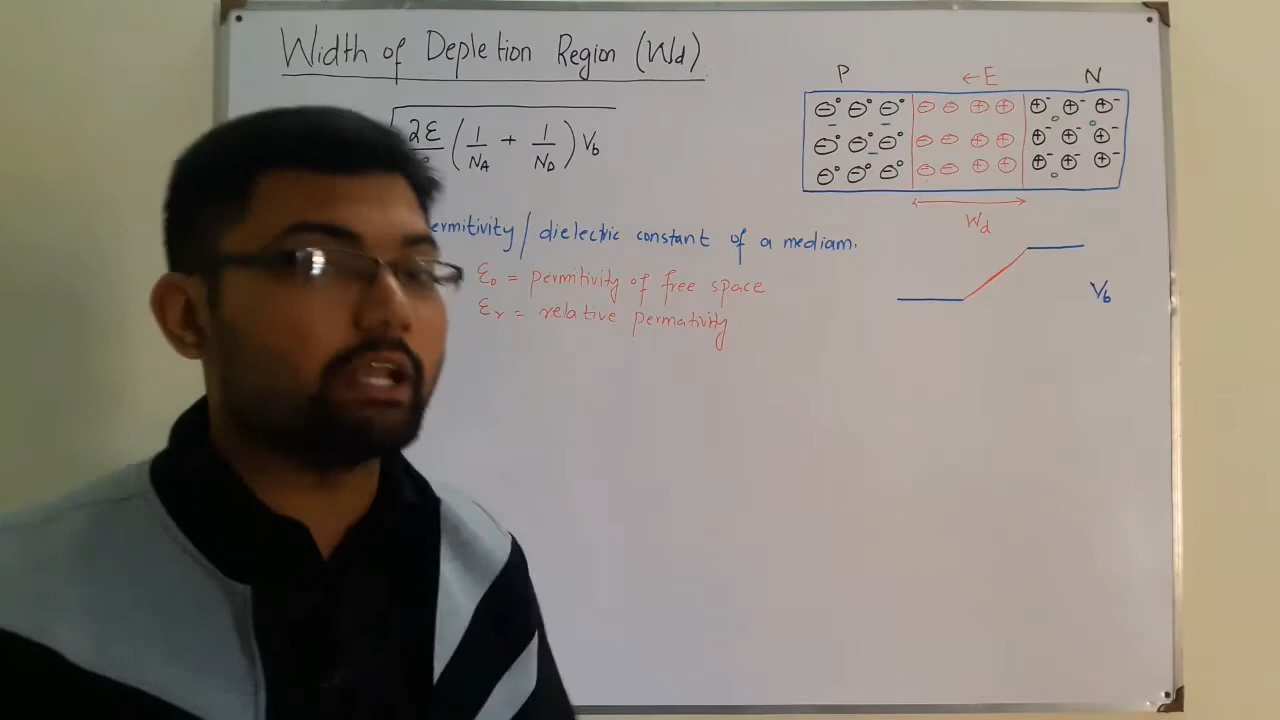 Width of Depletion Region (Wd)
P ←E N
2ε ( 1/NA + 1/ND ) Vb
Wd
ermitivity / dielectric constant of a mediam.
ε0 = permitivity of free space
εr = relative permativity
Vb